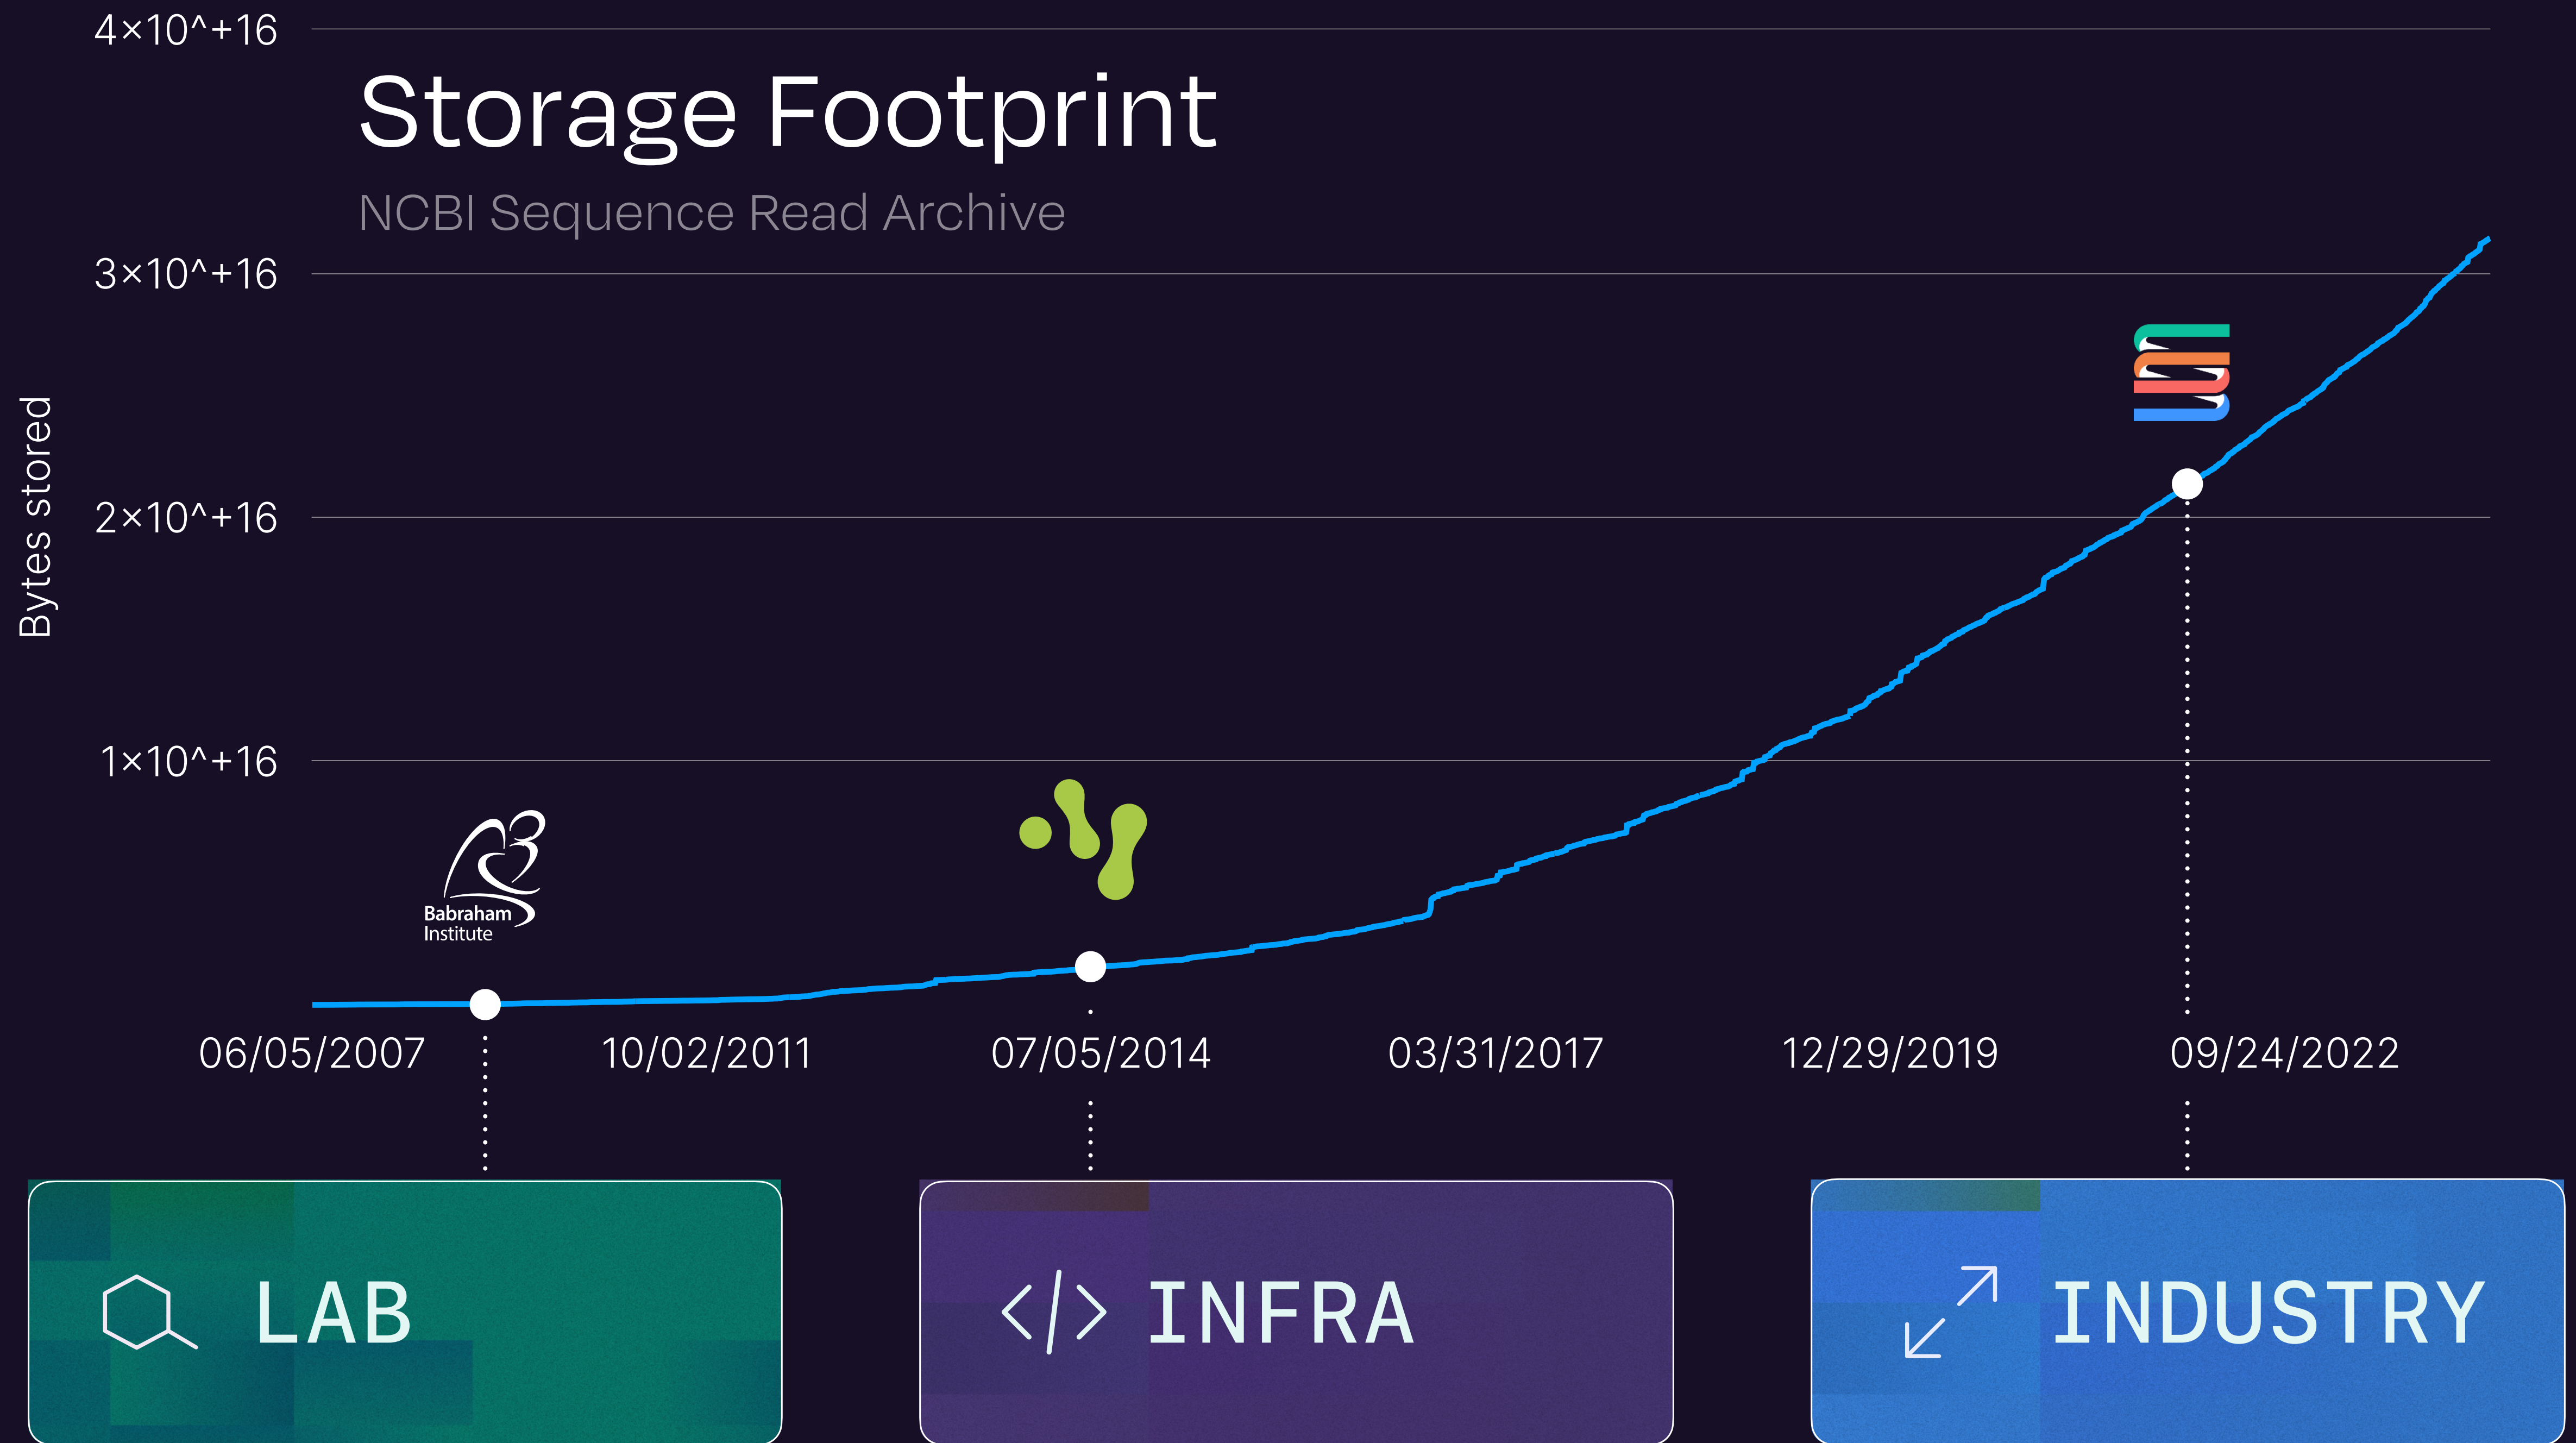 4×10^+16
Storage Footprint
NCBI Sequence Read Archive
3×10^+16
Bytes stored
2×10^+16
1×10^+16
Babraham
Institute
06/05/2007 10/02/2011 07/05/2014 03/31/2017 12/29/2019 09/24/2022
LAB </> INFRA INDUSTRY